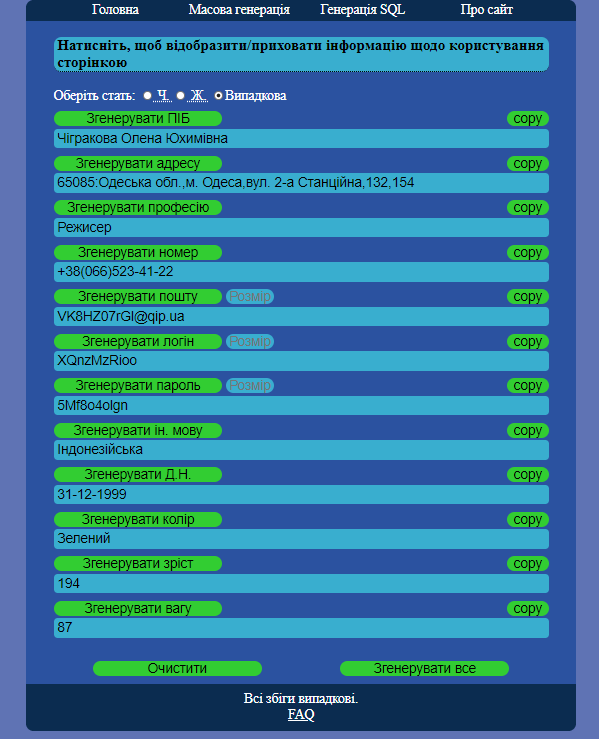 Головна Масова генерація Генерація SQL Про сайт
Натисніть, щоб відобразити/приховати інформацію щодо користування
сторінкою
Оберіть стать: Ч. Ж. Випадкова
Згенерувати ПІБ copy
Чігракова Олена Юхимівна
Згенерувати адресу copy
65085:Одеська обл.,м. Одеса,вул. 2-а Станційна,132,154
Згенерувати професію copy
Режисер
Згенерувати номер copy
+38(066)523-41-22
Згенерувати пошту Розмір copy
VK8HZ07rGl@qip.ua
Згенерувати логін Розмір copy
XQnzMzRioo
Згенерувати пароль Розмір copy
5Mf8o4olgn
Згенерувати ін. мову copy
Індонезійська
Згенерувати Д.Н. copy
31-12-1999
Згенерувати колір copy
Зелений
Згенерувати зріст copy
194
Згенерувати вагу copy
87
Очистити Згенерувати все
Всі збіги випадкові.
FAQ